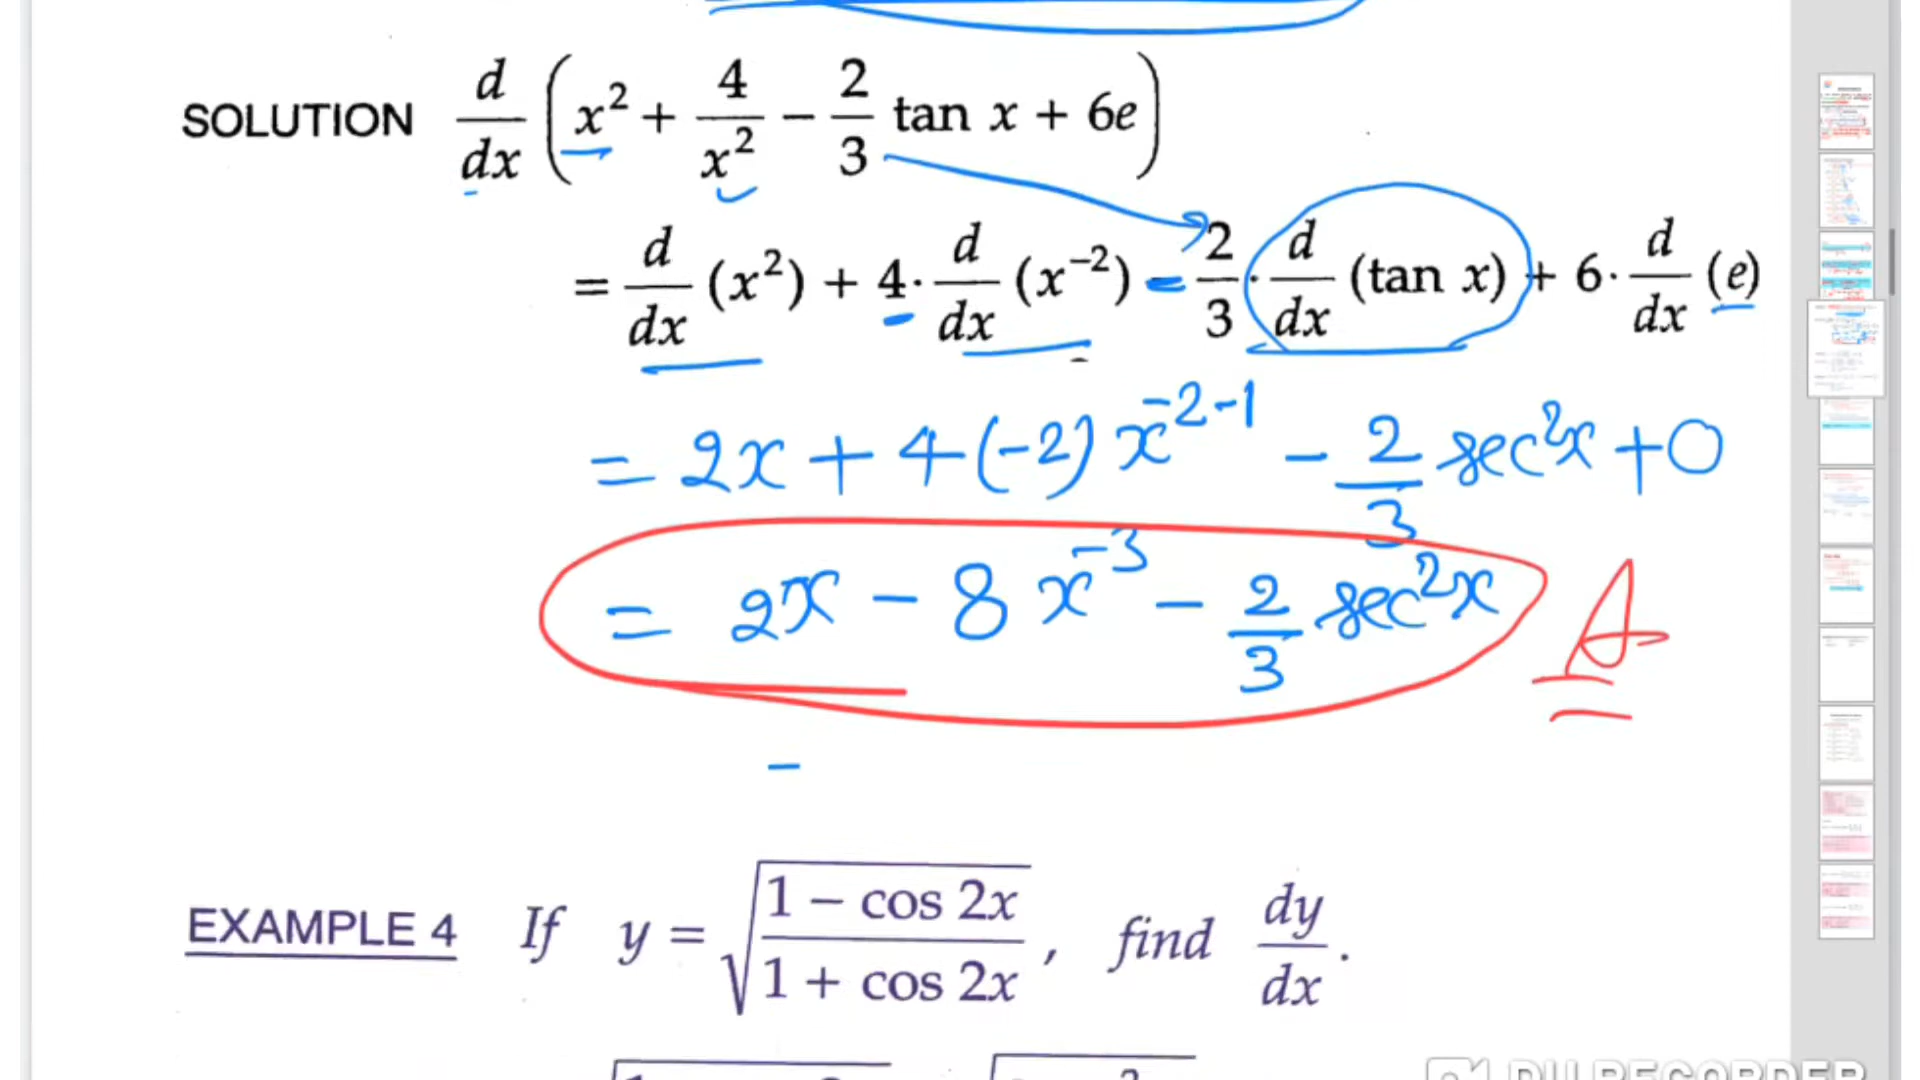 SOLUTION d/dx (x² + 4/x² − 2/3 tan x + 6e)
= d/dx (x²) + 4· d/dx (x⁻²) − 2/3 · d/dx (tan x) + 6· d/dx (e)
= 2x + 4(-2) x⁻²⁻¹ − 2/3 sec²x + 0
= 2x − 8 x⁻³ − 2/3 sec²x A
EXAMPLE 4 If y = √((1 − cos 2x)/(1 + cos 2x)) , find dy/dx .